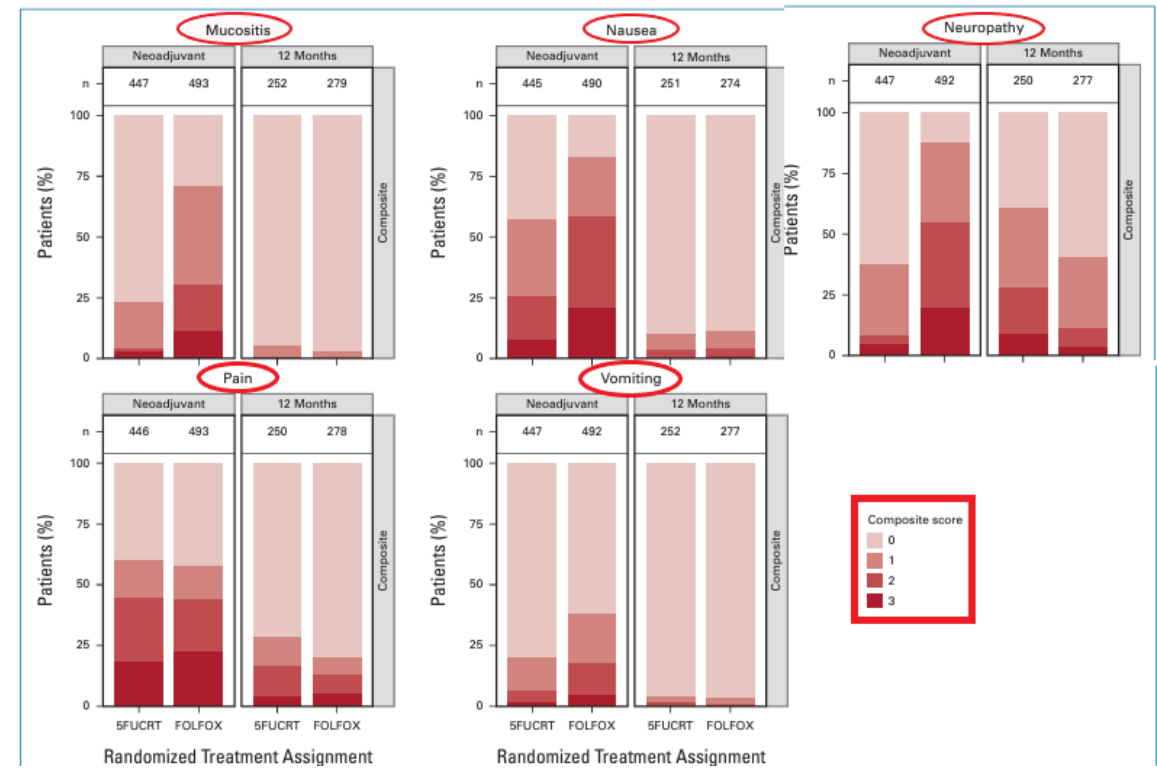 Mucositis
Neoadjuvant 12 Months
n 447 493 252 279
100
75
50
25
0
Patients (%)
Composite
Nausea
Neoadjuvant 12 Months
n 445 490 251 274
100
75
50
25
0
Patients (%)
Composite
Neuropathy
Neoadjuvant 12 Months
n 447 492 250 277
100
75
50
25
0
Patients (%)
Composite
Pain
Neoadjuvant 12 Months
n 446 493 250 278
100
75
50
25
0
Patients (%)
Composite
5FUCRT FOLFOX 5FUCRT FOLFOX
Randomized Treatment Assignment
Vomiting
Neoadjuvant 12 Months
n 447 492 252 277
100
75
50
25
0
Patients (%)
Composite
5FUCRT FOLFOX 5FUCRT FOLFOX
Randomized Treatment Assignment
Composite score
0
1
2
3